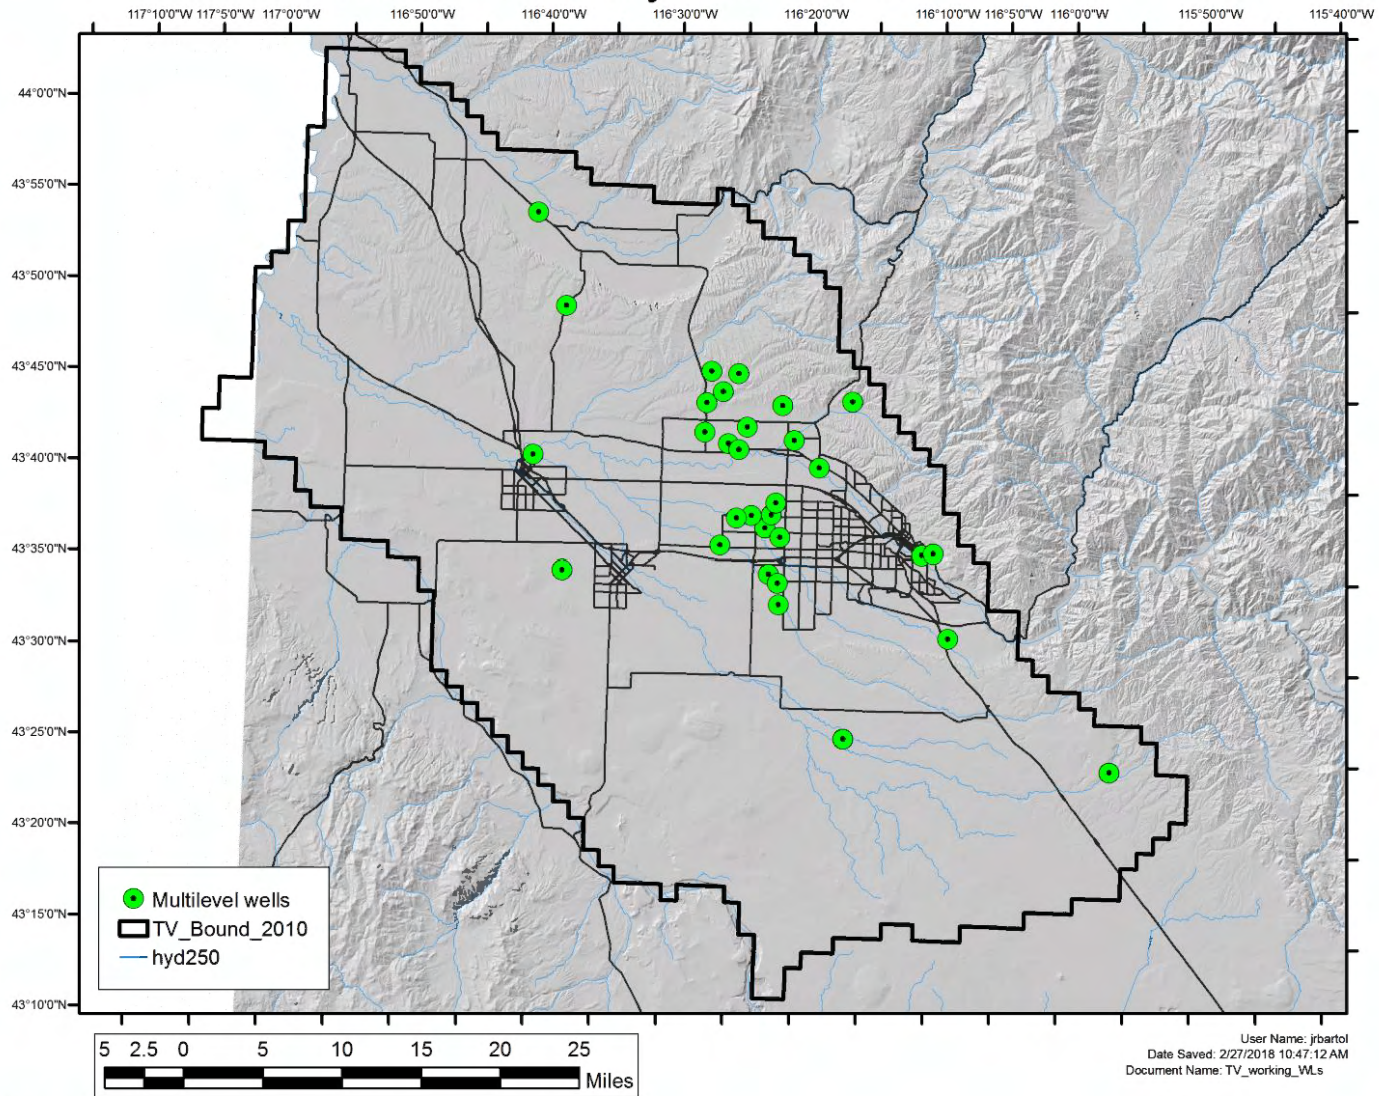 117°10'0"W 117°5'0"W 117°0'0"W 116°50'0"W 116°40'0"W 116°30'0"W 116°20'0"W 116°10'0"W 116°5'0"W 116°0'0"W 115°50'0"W 115°40'0"W
44°0'0"N
43°55'0"N
43°50'0"N
43°45'0"N
43°40'0"N
43°35'0"N
43°30'0"N
43°25'0"N
43°20'0"N
43°15'0"N
43°10'0"N
Multilevel wells
TV_Bound_2010
hyd250
5 2.5 0 5 10 15 20 25
Miles
User Name: jrbartol
Date Saved: 2/27/2018 10:47:12 AM
Document Name: TV_working_WLs